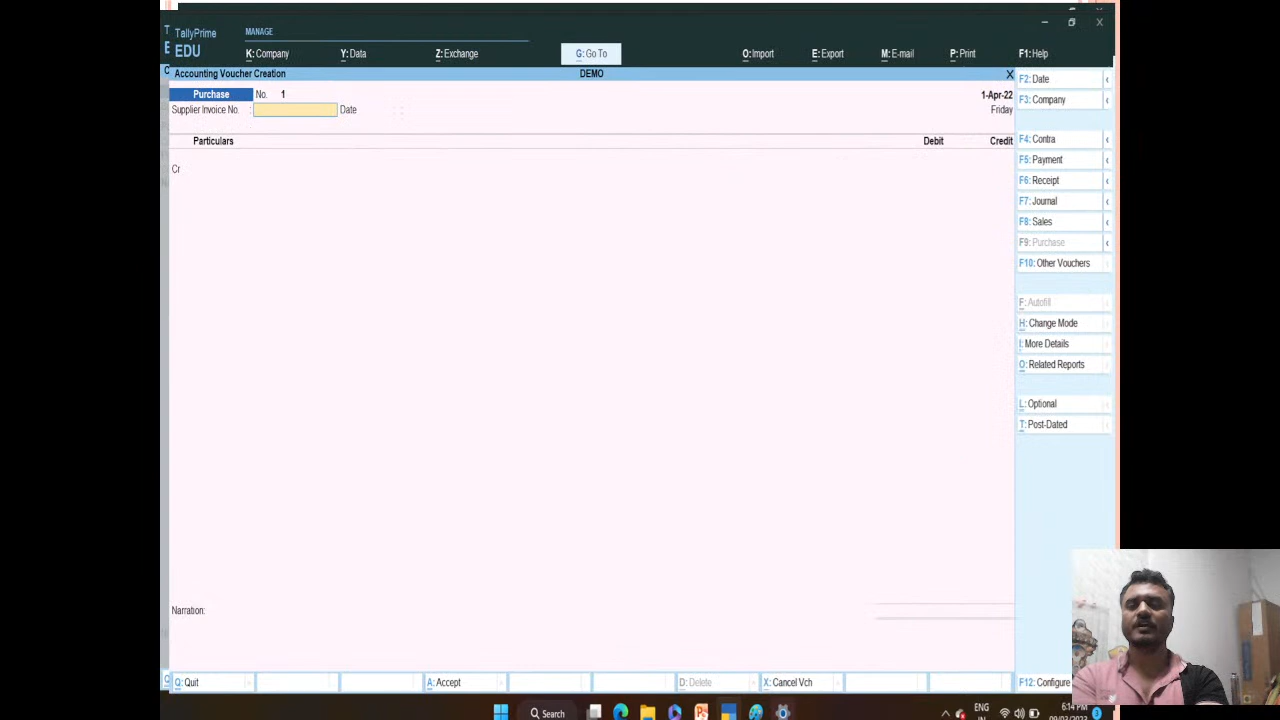 TallyPrime
EDU
MANAGE
K: Company
Y: Data
Z: Exchange
G: Go To
O: Import
E: Export
M: E-mail
P: Print
F1: Help
Accounting Voucher Creation
DEMO
X
Purchase No. 1
1-Apr-22
Supplier Invoice No. :
Date
Friday
Particulars
Debit
Credit
Cr
Narration:
F2: Date
F3: Company
F4: Contra
F5: Payment
F6: Receipt
F7: Journal
F8: Sales
F9: Purchase
F10: Other Vouchers
F: Autofill
H: Change Mode
I: More Details
O: Related Reports
L: Optional
T: Post-Dated
Q: Quit
A: Accept
D: Delete
X: Cancel Vch
F12: Configure
Search
ENG
IN
6:14 PM